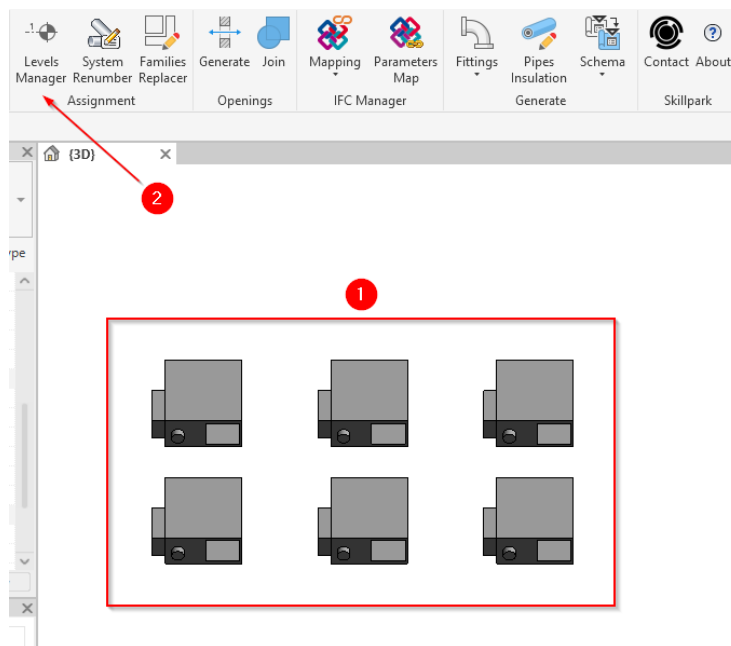 Levels Manager
System Renumber
Families Replacer
Generate
Join
Mapping
Parameters Map
Fittings
Pipes Insulation
Schema
Contact
About
Assignment
Openings
IFC Manager
Generate
Skillpark
{3D}
2
ype
1